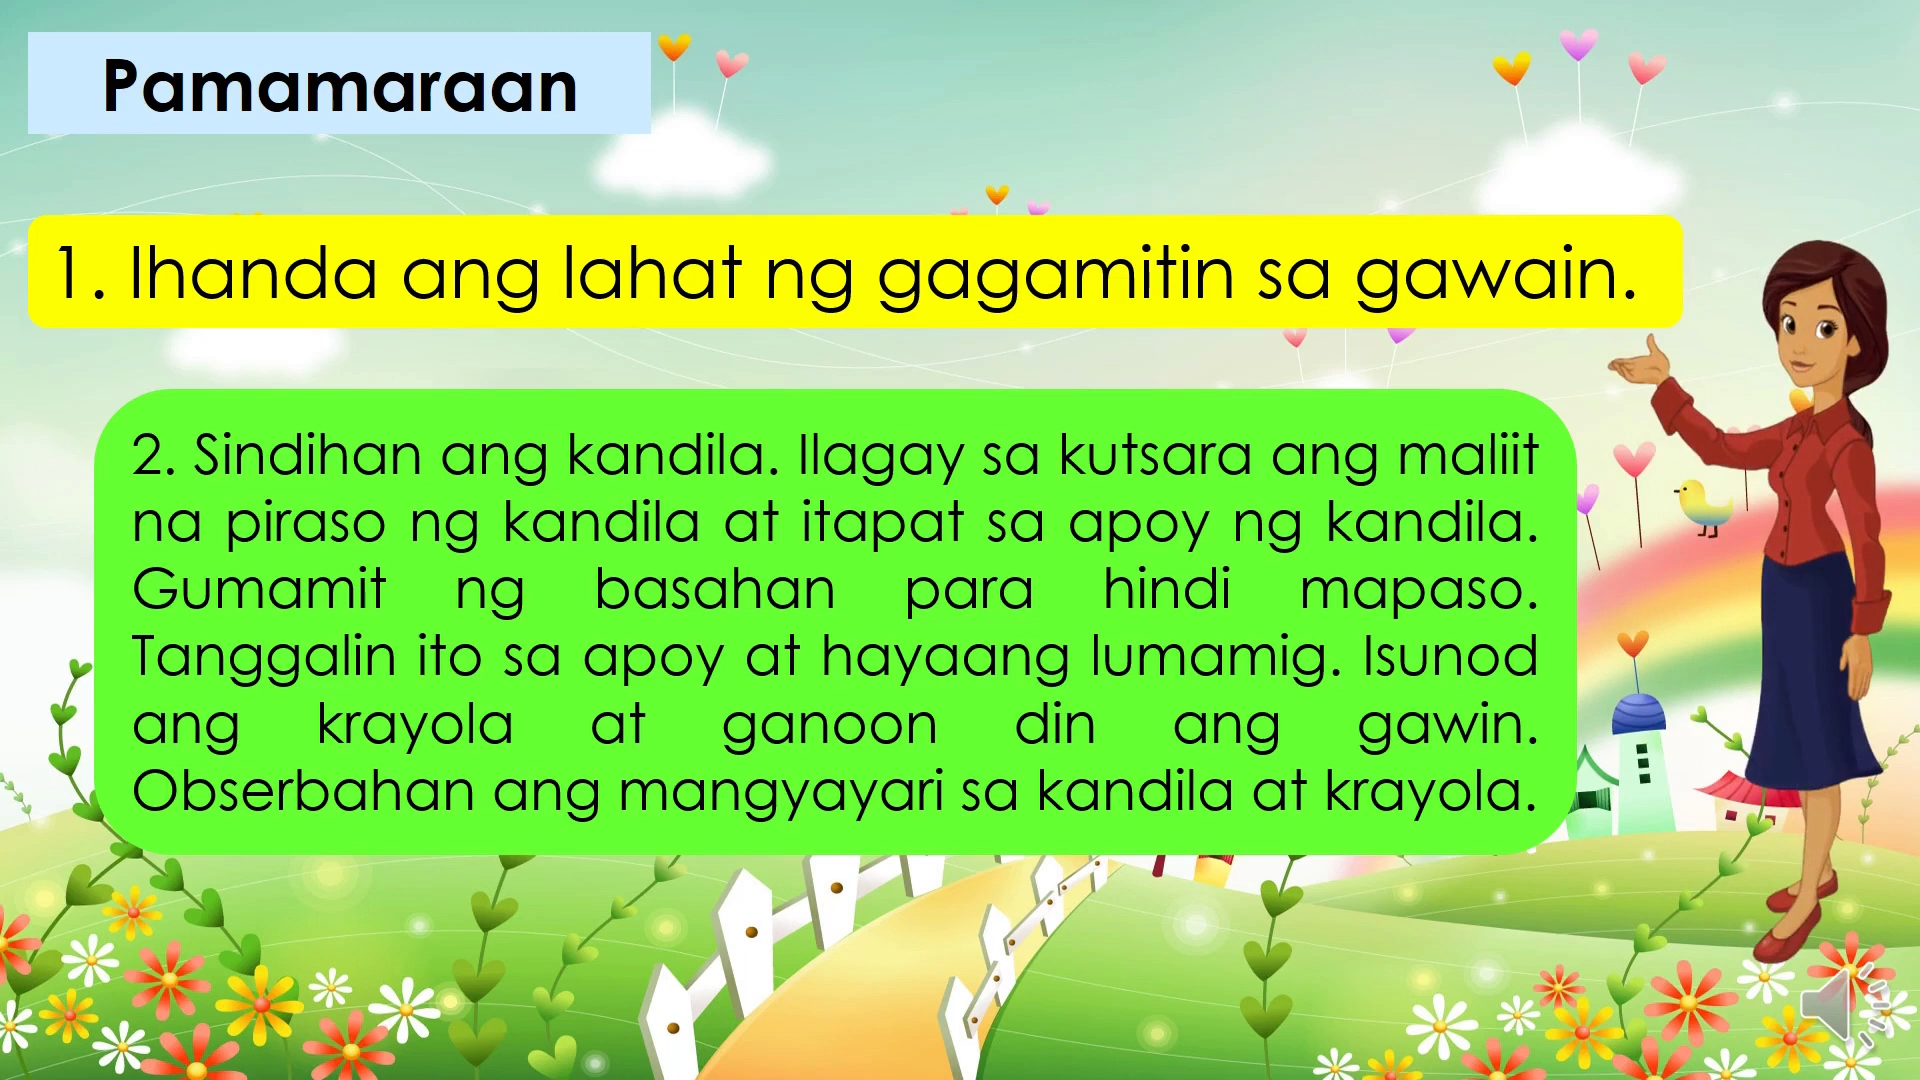 Pamamaraan
1. Ihanda ang lahat ng gagamitin sa gawain.
2. Sindihan ang kandila. Ilagay sa kutsara ang maliit
na piraso ng kandila at itapat sa apoy ng kandila.
Gumamit ng basahan para hindi mapaso.
Tanggalin ito sa apoy at hayaang lumamig. Isunod
ang krayola at ganoon din ang gawin.
Obserbahan ang mangyayari sa kandila at krayola.